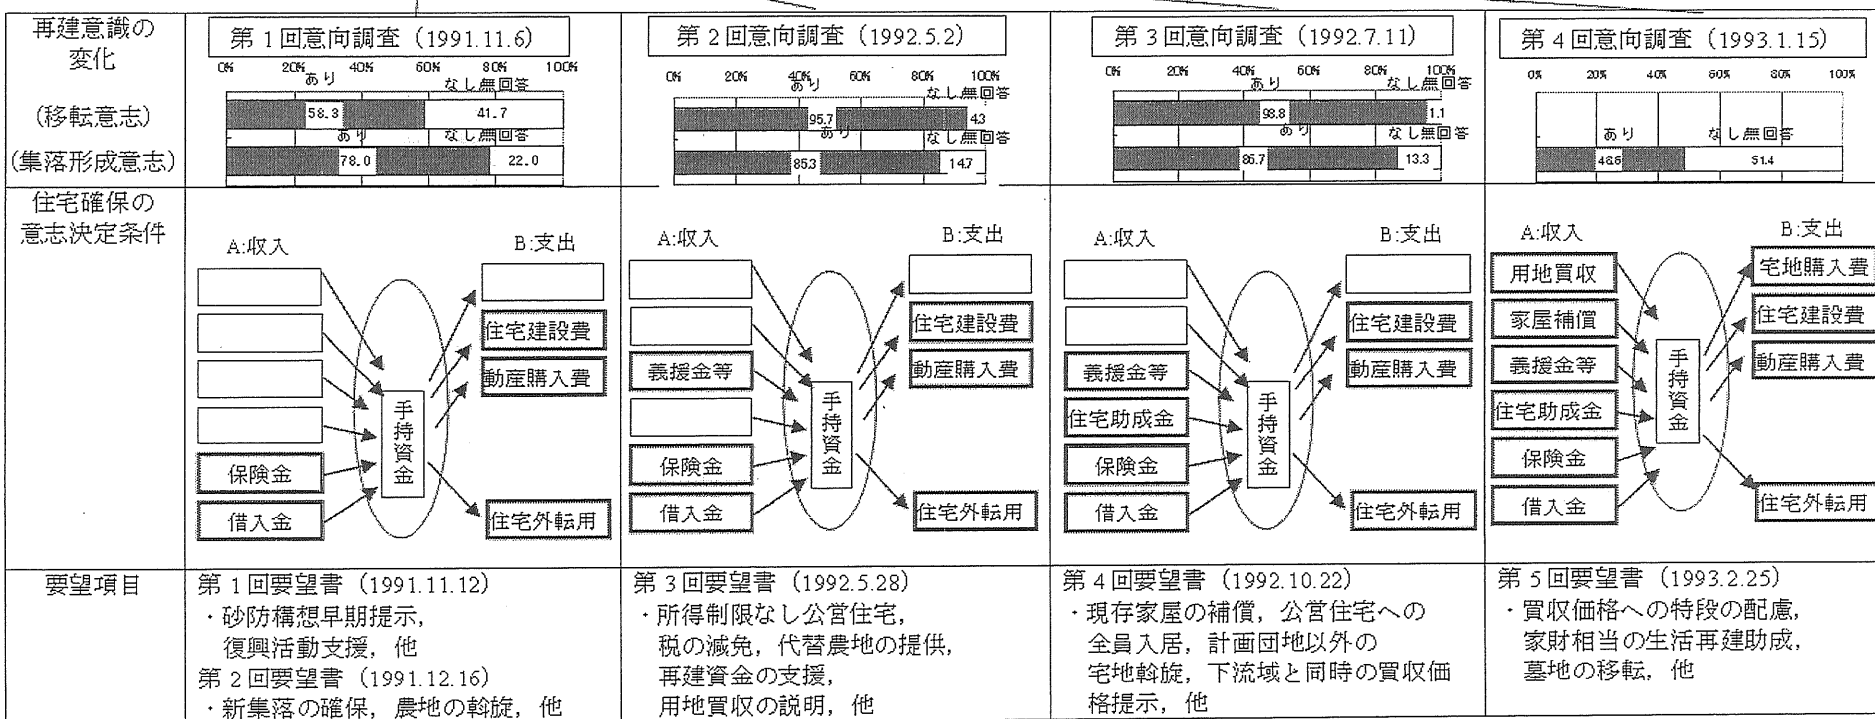 再建意識の
変化
(移転意志)
(集落形成意志)
第1回意向調査（1991.11.6）
0% 20% 40% 60% 80% 100%
あり なし無回答
58.3 41.7
あり なし無回答
78.0 22.0
第2回意向調査（1992.5.2）
0% 20% 40% 60% 80% 100%
あり なし無回答
95.7 4.3
あり なし無回答
85.3 14.7
第3回意向調査（1992.7.11）
0% 20% 40% 60% 80% 100%
あり なし無回答
98.8 1.1
あり なし無回答
86.7 13.3
第4回意向調査（1993.1.15）
0% 20% 40% 60% 80% 100%
あり なし無回答
51.4
住宅確保の
意志決定条件
A:収入 B:支出
住宅建設費
動産購入費
手持資金
保険金
借入金
住宅外転用
A:収入 B:支出
住宅建設費
義援金等
動産購入費
手持資金
保険金
借入金
住宅外転用
A:収入 B:支出
住宅建設費
義援金等
動産購入費
住宅助成金
手持資金
保険金
借入金
住宅外転用
A:収入 B:支出
用地買収
宅地購入費
家屋補償
住宅建設費
義援金等
動産購入費
住宅助成金
手持資金
保険金
借入金
住宅外転用
要望項目
第1回要望書（1991.11.12）
・砂防構想早期提示，
復興活動支援，他
第2回要望書（1991.12.16）
・新集落の確保，農地の斡旋，他
第3回要望書（1992.5.28）
・所得制限なし公営住宅，
税の減免，代替農地の提供，
再建資金の支援，
用地買収の説明，他
第4回要望書（1992.10.22）
・現存家屋の補償，公営住宅への
全員入居，計画団地以外の
宅地斡旋，下流域と同時の買収価
格提示，他
第5回要望書（1993.2.25）
・買収価格への特段の配慮，
家財相当の生活再建助成，
墓地の移転，他